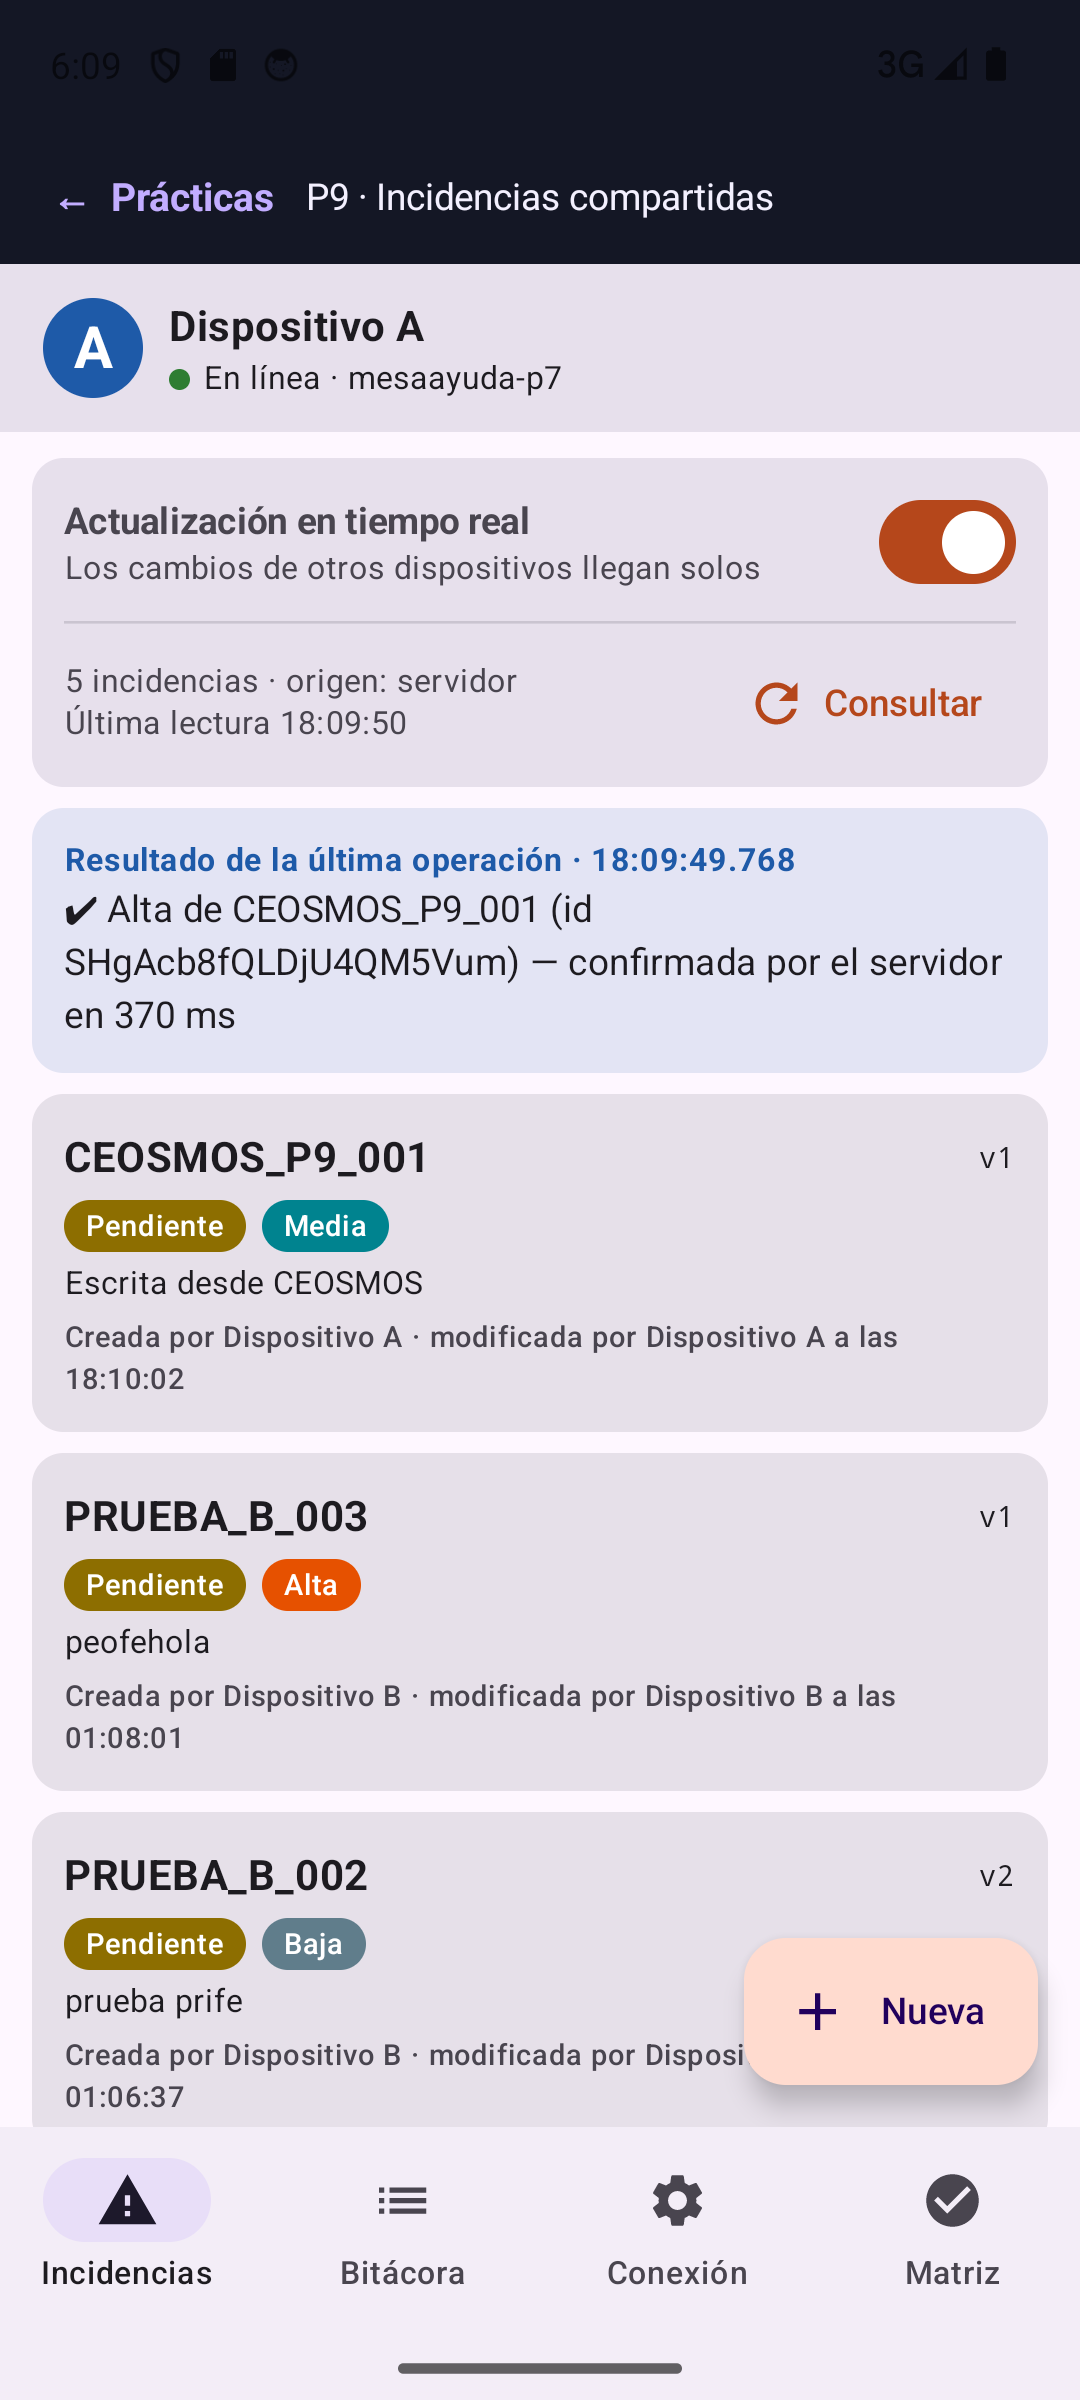 6:09
3G
← Prácticas P9 · Incidencias compartidas
A
Dispositivo A
En línea · mesaayuda-p7
Actualización en tiempo real
Los cambios de otros dispositivos llegan solos
5 incidencias · origen: servidor
Última lectura 18:09:50
Consultar
Resultado de la última operación · 18:09:49.768
✔ Alta de CEOSMOS_P9_001 (id
SHgAcb8fQLDjU4QM5Vum) — confirmada por el servidor
en 370 ms
CEOSMOS_P9_001 v1
Pendiente Media
Escrita desde CEOSMOS
Creada por Dispositivo A · modificada por Dispositivo A a las
18:10:02
PRUEBA_B_003 v1
Pendiente Alta
peofehola
Creada por Dispositivo B · modificada por Dispositivo B a las
01:08:01
PRUEBA_B_002 v2
Pendiente Baja
prueba prife
Creada por Dispositivo B · modificada por Disposi
01:06:37
+ Nueva
Incidencias Bitácora Conexión Matriz